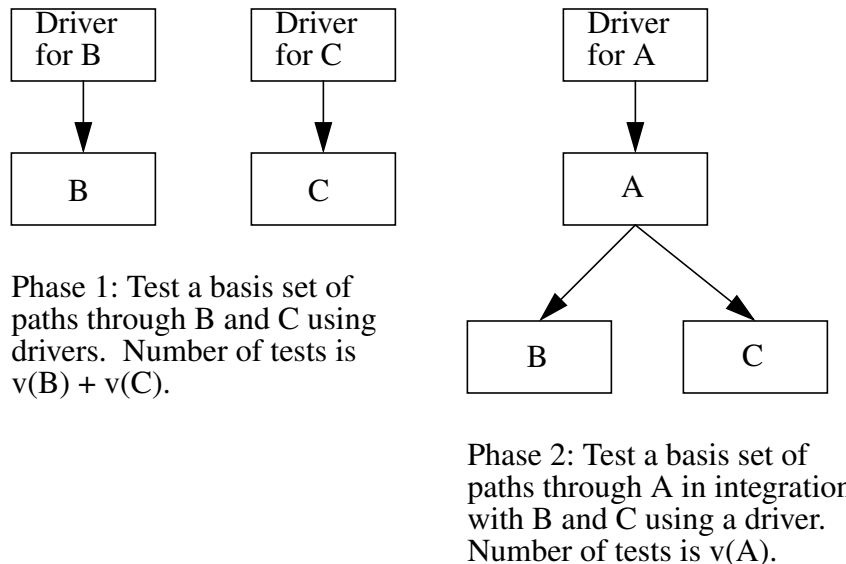 Driver
for B
Driver
for C
Driver
for A
B
C
A
Phase 1: Test a basis set of
paths through B and C using
drivers. Number of tests is
v(B) + v(C).
B
C
Phase 2: Test a basis set of
paths through A in integration
with B and C using a driver.
Number of tests is v(A).